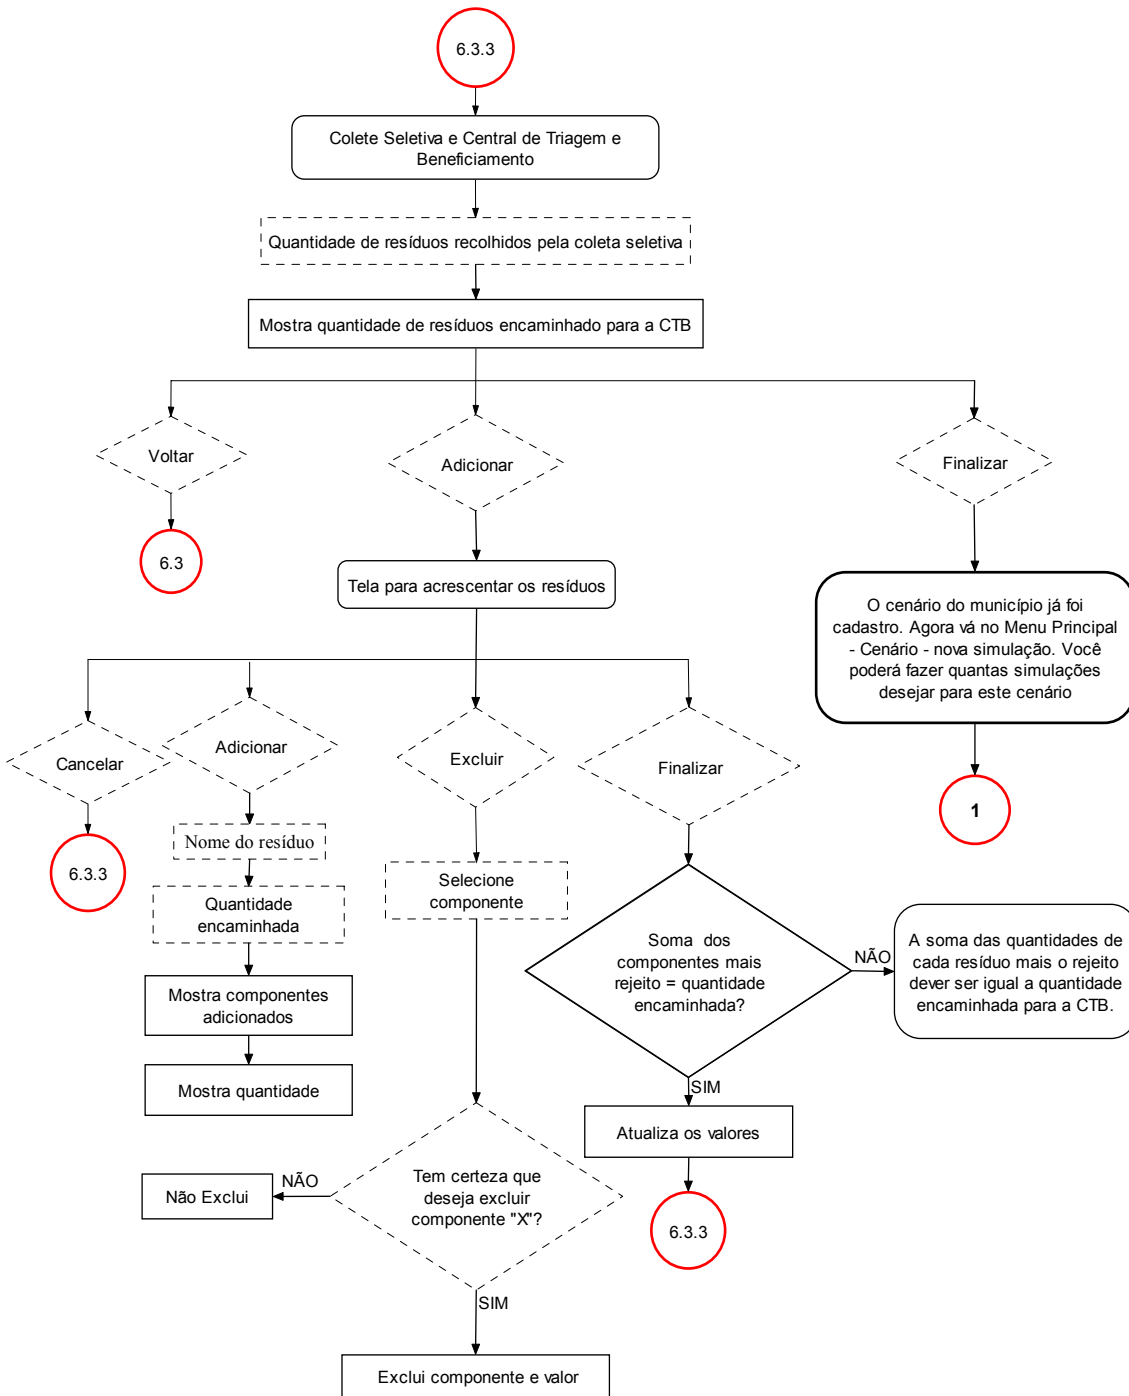 6.3.3
Colete Seletiva e Central de Triagem e
Beneficiamento
Quantidade de resíduos recolhidos pela coleta seletiva
Mostra quantidade de resíduos encaminhado para a CTB
Voltar
Adicionar
Finalizar
6.3
Tela para acrescentar os resíduos
O cenário do município já foi
cadastro. Agora vá no Menu Principal
- Cenário - nova simulação. Você
poderá fazer quantas simulações
desejar para este cenário
1
Cancelar
Adicionar
Excluir
Finalizar
6.3.3
Nome do resíduo
Quantidade
encaminhada
Mostra componentes
adicionados
Mostra quantidade
Selecione
componente
Soma dos
componentes mais
rejeito = quantidade
encaminhada?
NÃO
A soma das quantidades de
cada resíduo mais o rejeito
dever ser igual a quantidade
encaminhada para a CTB.
SIM
Atualiza os valores
6.3.3
Tem certeza que
deseja excluir
componente "X"?
NÃO
Não Exclui
SIM
Exclui componente e valor